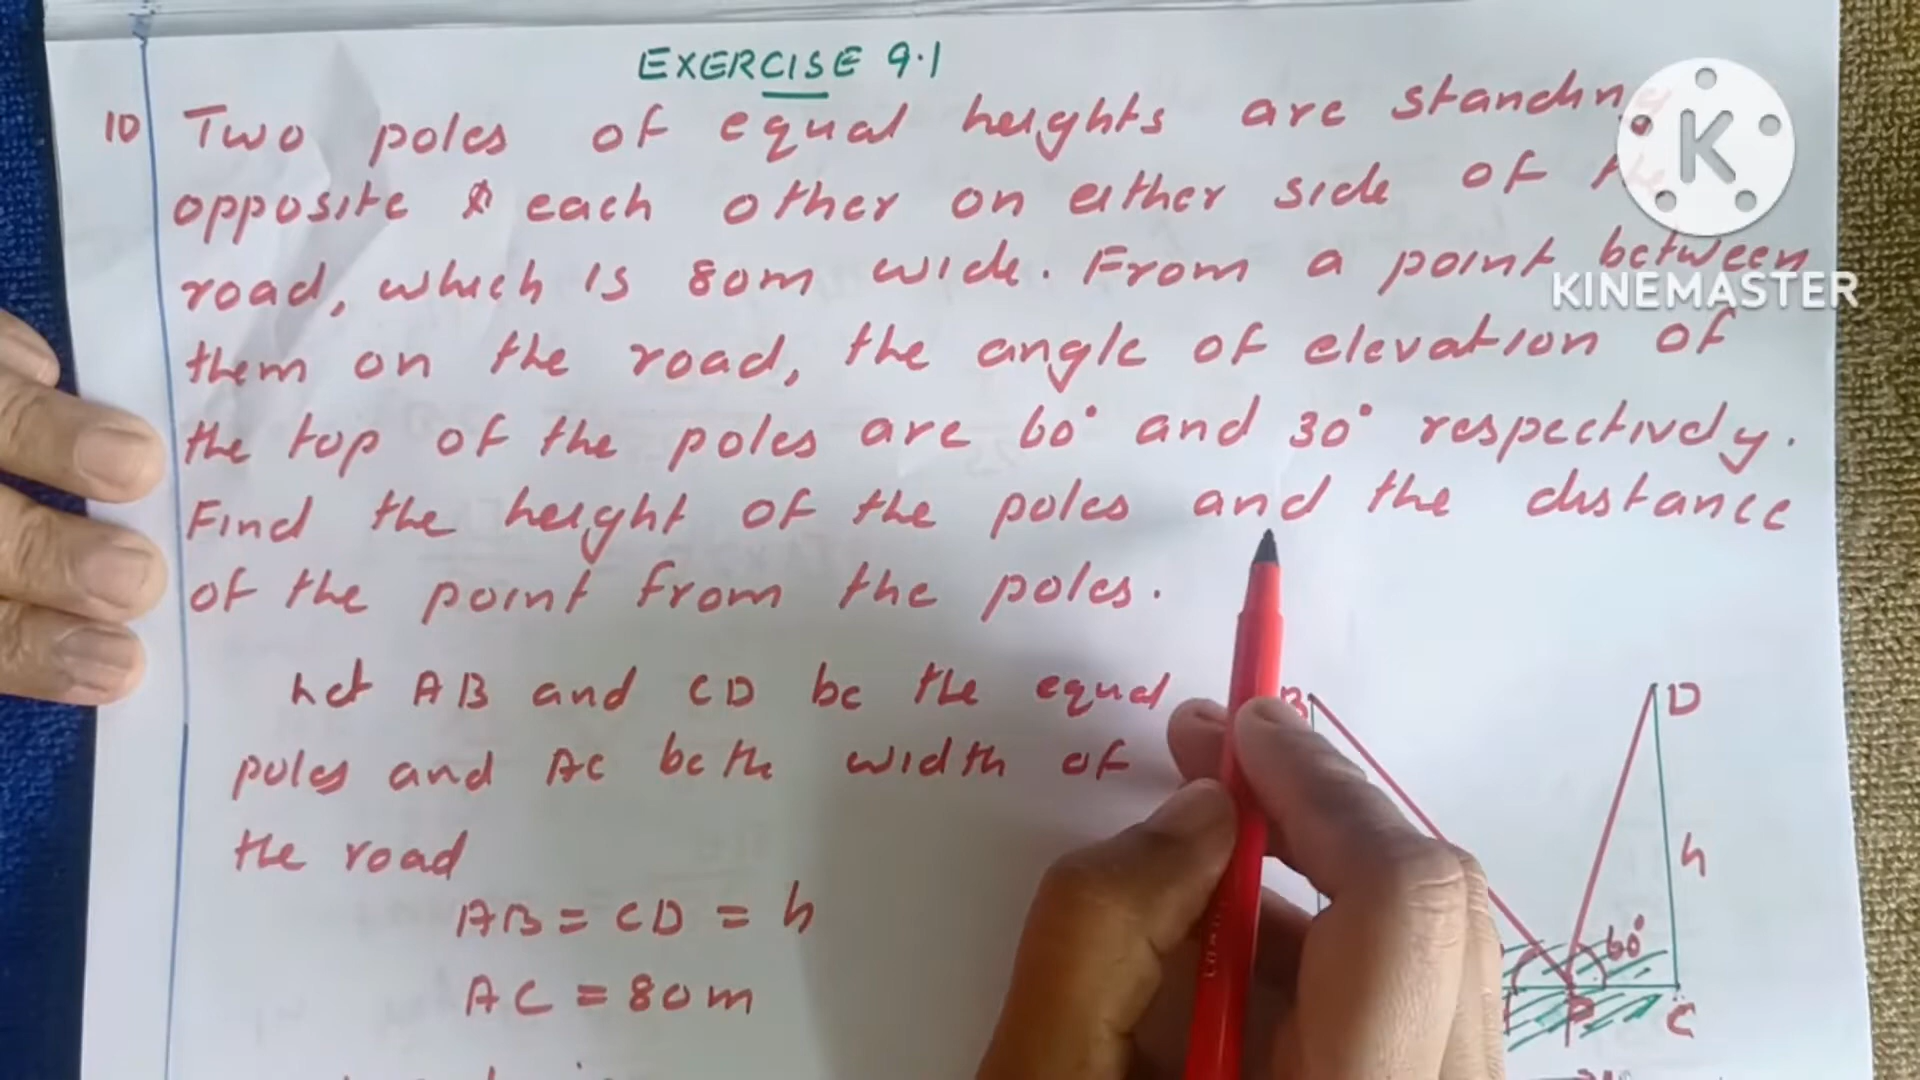 EXERCISE 9.1
10 Two poles of equal heights are standing
opposite each other on either side of the
road, which is 80m wide. From a point between
them on the road, the angle of elevation of
the top of the poles are 60° and 30° respectively.
Find the height of the poles and the distance
of the point from the poles.
Let AB and CD be the equal
poles and AC be the width of
the road
AB = CD = h
AC = 80m
B
D
h
60°
P
C
K
KINEMASTER